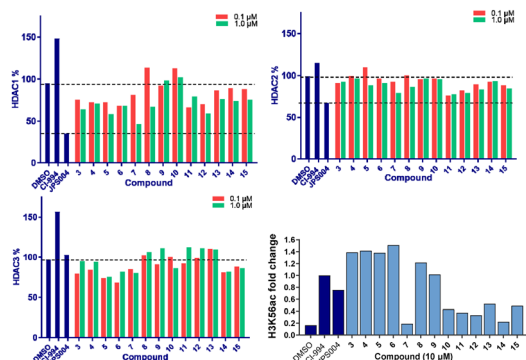 0.1 µM
1.0 µM
HDAC1 %
150
100
50
0
DMSO CI-994 JPS004 3 4 5 6 7 8 9 10 11 12 13 14 15
Compound
0.1 µM
1.0 µM
HDAC2 %
150
100
50
0
DMSO CI-994 JPS004 3 4 5 6 7 8 9 10 11 12 13 14 15
Compound
0.1 µM
1.0 µM
HDAC3 %
150
100
50
0
DMSO CI-994 JPS004 3 4 5 6 7 8 9 10 11 12 13 14 15
Compound
H3K56ac fold change
1.6
1.4
1.2
1.0
0.8
0.6
0.4
0.2
0.0
DMSO CI-994 JPS004 3 4 5 6 7 8 9 10 11 12 13 14 15
Compound (10 µM)